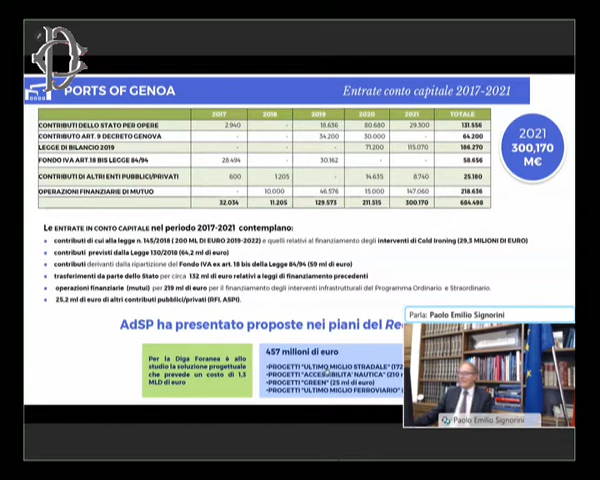 PORTS OF GENOA
Entrate conto capitale 2017-2021
2017 2018 2019 2020 2021 TOTALE
CONTRIBUTI DELLO STATO PER OPERE 2.940 - 18.636 80.680 29.300 131.556
CONTRIBUTO ART. 9 DECRETO GENOVA - - 34.200 30.000 - 64.200
LEGGE DI BILANCIO 2019 - - - 71.200 115.070 186.270
FONDO IVA ART.18 BIS LEGGE 84/94 28.494 - 30.162 - - 58.656
CONTRIBUTI DI ALTRI ENTI PUBBLICI/PRIVATI 600 1.205 - 14.635 8.740 25.180
OPERAZIONI FINANZIARIE DI MUTUO - 10.000 46.576 15.000 147.060 218.636
32.034 11.205 129.573 211.515 300.170 684.498
2021
300,170
M€
Le ENTRATE IN CONTO CAPITALE nel periodo 2017-2021 contemplano:
• contributi di cui alla legge n. 145/2018 ( 200 ML DI EURO 2019-2022) e quelli relativi al finanziamento degli interventi di Cold Ironing (29,3 MILIONI DI EURO)
• contributi previsti dalla Legge 130/2018 (64,2 ml di euro)
• contributi derivanti dalla ripartizione del Fondo IVA ex art. 18 bis della Legge 84/94 (59 ml di euro)
• trasferimenti da parte dello Stato per circa 132 ml di euro relativi a leggi di finanziamento precedenti
• operazioni finanziarie (mutui) per 219 ml di euro per il finanziamento degli interventi infrastrutturali del Programma Ordinario e Straordinario.
• 25,2 ml di euro di altri contributi pubblici/privati (RFI, ASPI).
Parla: Paolo Emilio Signorini
AdSP ha presentato proposte nei piani del Re
Per la Diga Foranea è allo
studio la soluzione progettuale
che prevede un costo di 1,3
MLD di euro
457 milioni di euro
•PROGETTI "ULTIMO MIGLIO STRADALE" (172
•PROGETTI "ACCESSIBILITA' NAUTICA" (210 m
•PROGETTI "GREEN" (25 ml di euro)
•PROGETTI "ULTIMO MIGLIO FERROVIARIO" (
Paolo Emilio Signorini